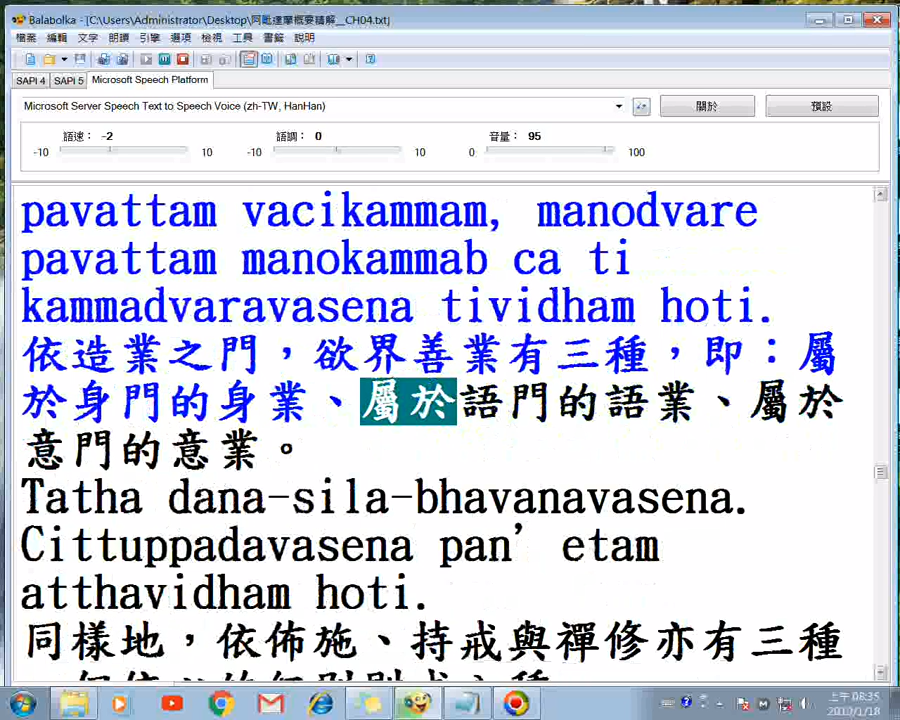 Balabolka - [C:\Users\Administrator\Desktop\阿毗達摩概要精解__CH04.txt]
檔案 編輯 文字 朗讀 引擎 選項 檢視 工具 書籤 說明
SAPI 4 SAPI 5 Microsoft Speech Platform
Microsoft Server Speech Text to Speech Voice (zh-TW, HanHan) 關於 預設
語速： -2 語調： 0 音量： 95
-10 10 -10 10 0 100
pavattam vacikammam, manodvare
pavattam manokammab ca ti
kammadvaravasena tividham hoti.
依造業之門，欲界善業有三種，即：屬
於身門的身業、屬於語門的語業、屬於
意門的意業。
Tatha dana-sila-bhavanavasena.
Cittuppadavasena pan' etam
atthavidham hoti.
同樣地，依佈施、持戒與禪修亦有三種
上午 08:35